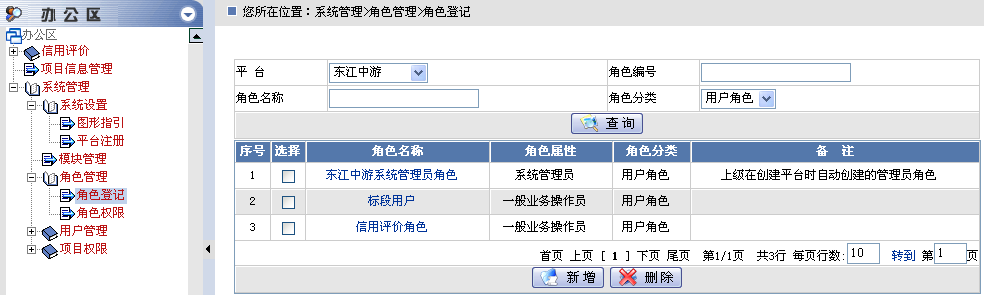 办公区
办公区
信用评价
项目信息管理
系统管理
系统设置
图形指引
平台注册
模块管理
角色管理
角色登记
角色权限
用户管理
项目权限
您所在位置：系统管理>角色管理>角色登记
平 台 东江中游 角色编号
角色名称 角色分类 用户角色
查 询
序号 选择 角色名称 角色属性 角色分类 备 注
1 东江中游系统管理员角色 系统管理员 用户角色 上级在创建平台时自动创建的管理员角色
2 标段用户 一般业务操作员 用户角色
3 信用评价角色 一般业务操作员 用户角色
首页 上页 [ 1 ] 下页 尾页 第1/1页 共3行 每页行数: 10 转到 第 1 页
新 增 删 除